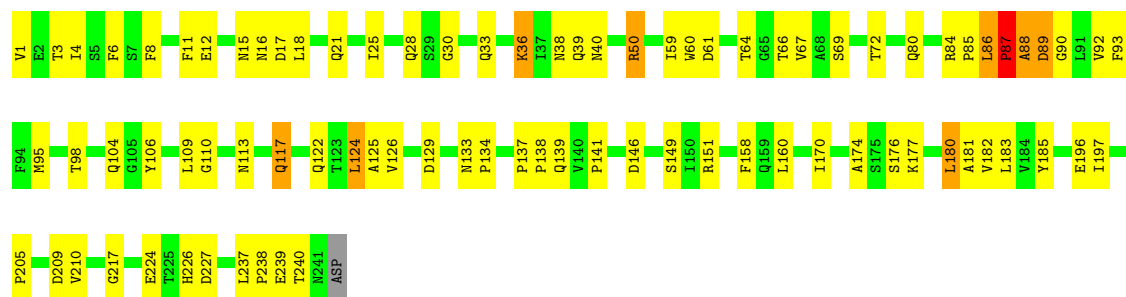 V1 E2 T3 I4 S5 F6 S7 F8 F11 E12 N15 N16 D17 L18 Q21 I25 Q28 S29 G30 Q33 K36 I37 N38 Q39 N40 R50 I59 W60 D61 T64 G65 T66 V67 A68 S69 T72 Q80 R84 P85 L86 P87 A88 D89 G90 L91 V92 F93
F94 M95 T98 Q104 G105 Y106 L109 G110 N113 Q117 Q122 T123 L124 A125 V126 D129 N133 P134 P137 P138 Q139 V140 P141 D146 S149 I150 R151 F158 Q159 L160 I170 A174 S175 S176 K177 L180 A181 V182 L183 V184 Y185 E196 I197
P205 D209 V210 G217 E224 T225 H226 D227 L237 P238 E239 T240 N241 ASP